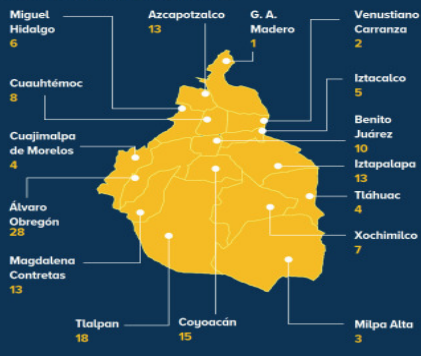 Miguel
Hidalgo
6
Azcapotzalco
13
G. A.
Madero
1
Venustiano
Carranza
2
Cuauhtémoc
8
Iztacalco
5
Cuajimalpa
de Morelos
4
Benito
Juárez
10
Iztapalapa
13
Álvaro
Obregón
28
Tláhuac
4
Xochimilco
7
Magdalena
Contretas
13
Tlalpan
18
Coyoacán
15
Milpa Alta
3